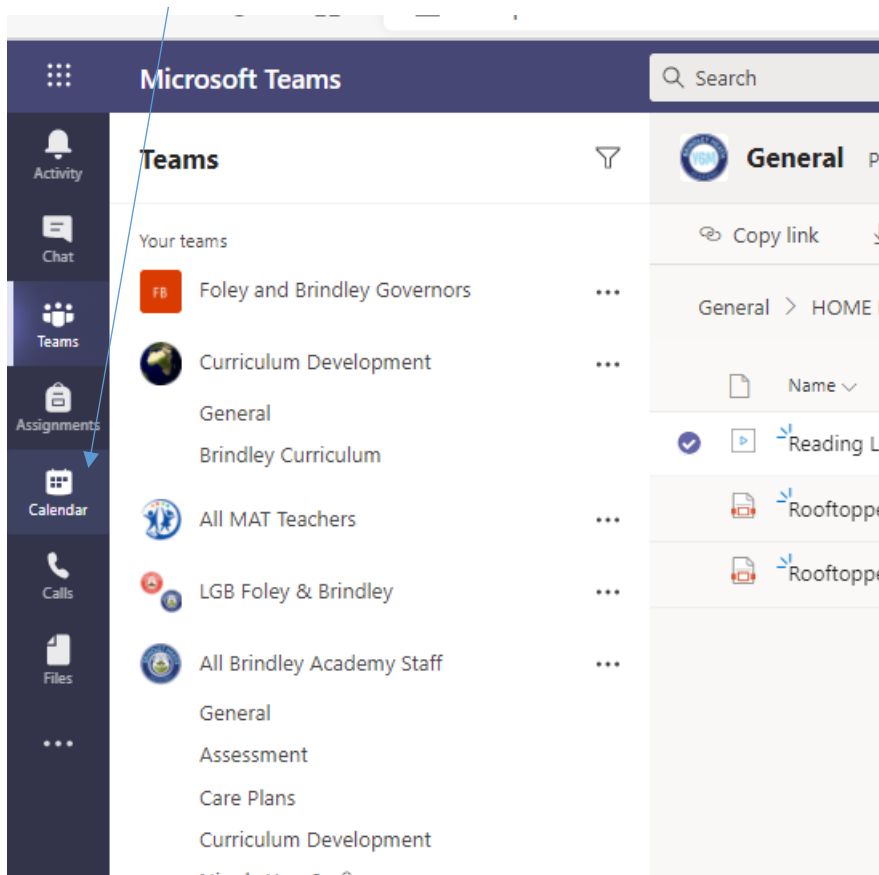 Microsoft Teams
Search
Activity
Chat
Teams
Assignments
Calendar
Calls
Files
Teams
Your teams
FB
Foley and Brindley Governors
Curriculum Development
General
Brindley Curriculum
All MAT Teachers
LGB Foley & Brindley
All Brindley Academy Staff
General
Assessment
Care Plans
Curriculum Development
Y6M
General
Copy link
General > HOME
Name
Reading L
Rooftoppe
Rooftoppe